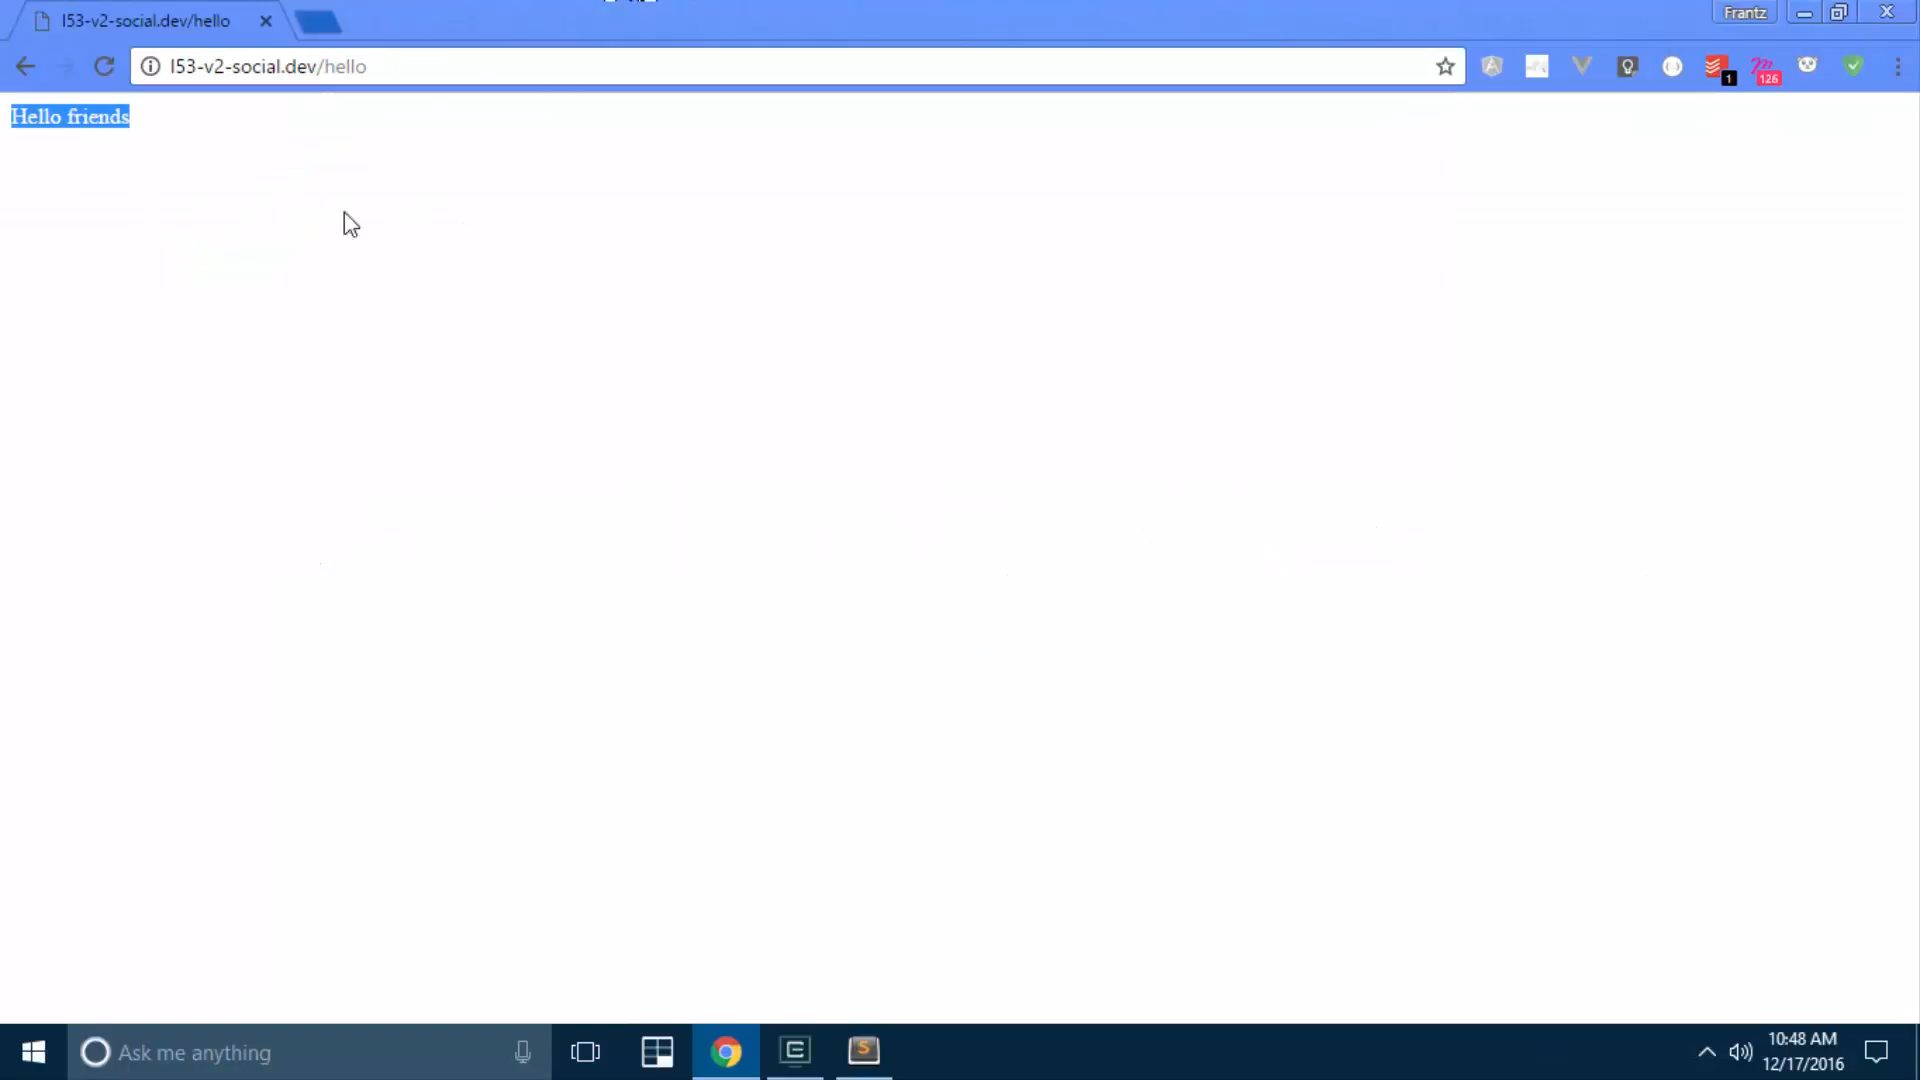 l53-v2-social.dev/hello
Frantz
l53-v2-social.dev/hello
1
126
Hello friends
Ask me anything
10:48 AM
12/17/2016